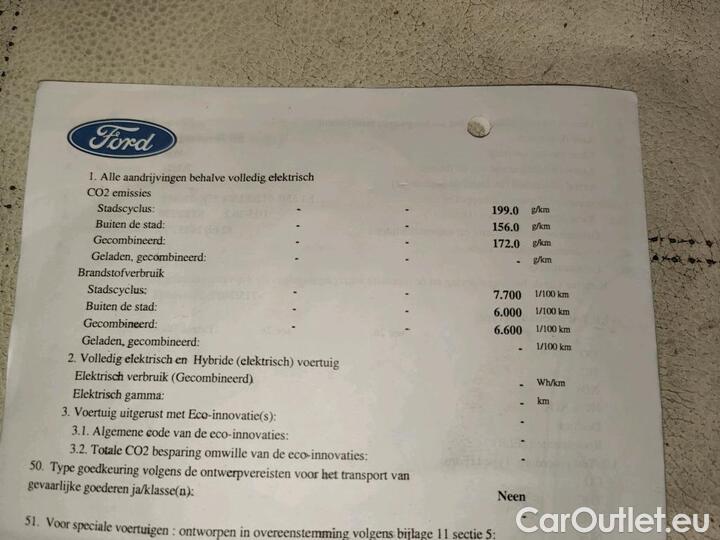 Ford
1. Alle aandrijvingen behalve volledig elektrisch
CO2 emissies
Stadscyclus: - - 199.0 g/km
Buiten de stad: - - 156.0 g/km
Gecombineerd: - - 172.0 g/km
Geladen, gecombineerd: - - - g/km
Brandstofverbruik
Stadscyclus: - - 7.700 1/100 km
Buiten de stad: - - 6.000 1/100 km
Gecombineerd: - - 6.600 1/100 km
Geladen, gecombineerd: - 1/100 km
2. Volledig elektrisch en Hybride (elektrisch) voertuig
Elektrisch verbruik (Gecombineerd) - Wh/km
Elektrisch gamma: - km
3. Voertuig uitgerust met Eco-innovatie(s): -
3.1. Algemene code van de eco-innovaties: -
3.2. Totale CO2 besparing omwille van de eco-innovaties: -
50. Type goedkeuring volgens de ontwerpvereisten voor het transport van
gevaarlijke goederen ja/klasse(n): Neen
51. Voor speciale voertuigen : ontworpen in overeenstemming volgens bijlage 11 sectie 5:
CarOutlet.eu